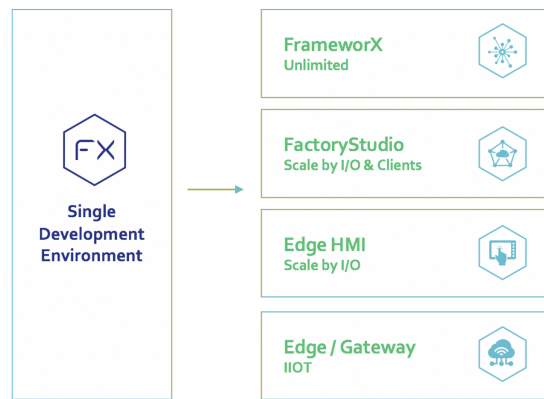 FX
Single
Development
Environment
FrameworX
Unlimited
FactoryStudio
Scale by I/O & Clients
Edge HMI
Scale by I/O
Edge / Gateway
IIOT